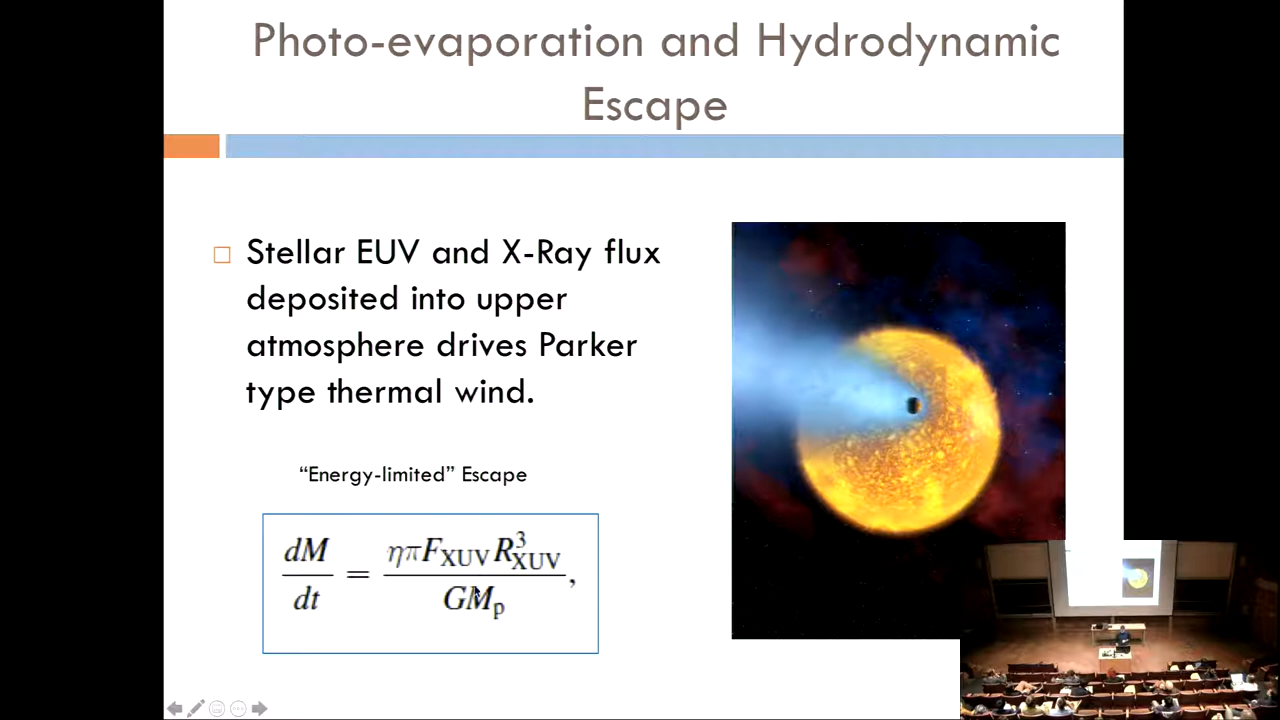 Photo-evaporation and Hydrodynamic
Escape
Stellar EUV and X-Ray flux
deposited into upper
atmosphere drives Parker
type thermal wind.
“Energy-limited” Escape
dM/dt = ηπF_XUV R³_XUV / GM_p,